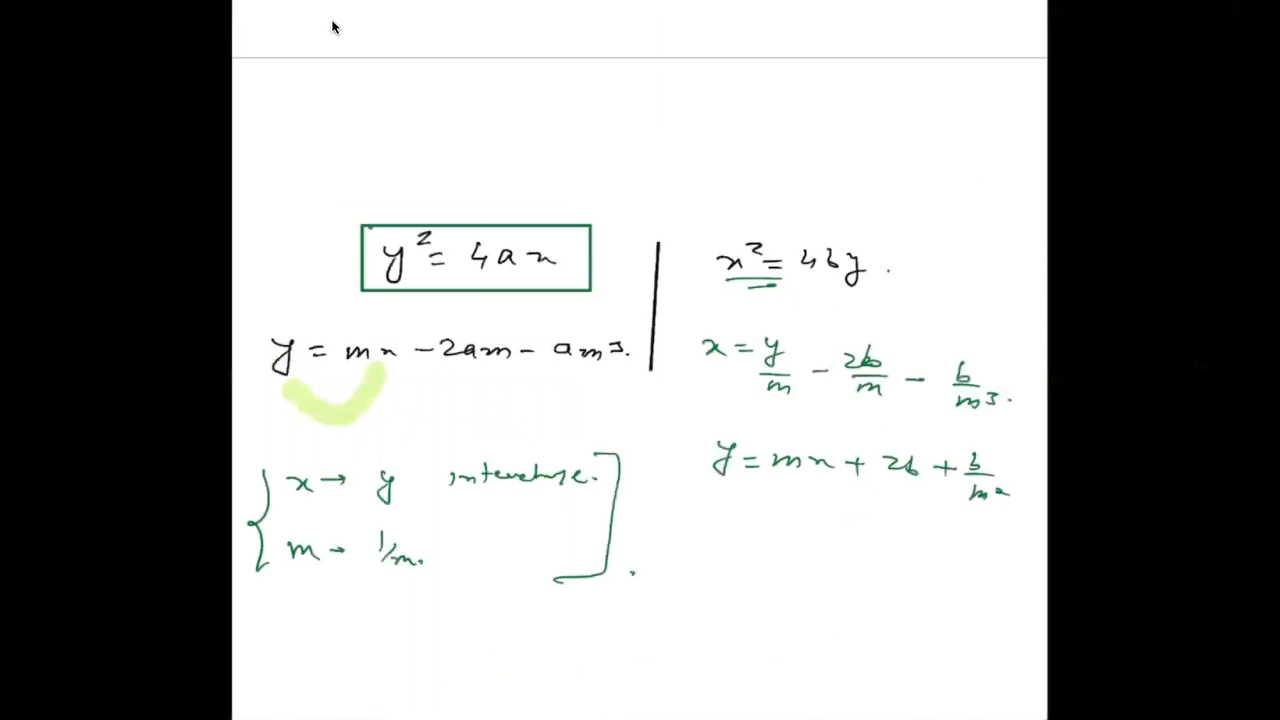 y² = 4ax
y = mx - 2am - am³.
x → y interchange.
m → 1/m.
x² = 4by.
x = y/m - 2b/m - b/m³.
y = mx + 2b + b/m²